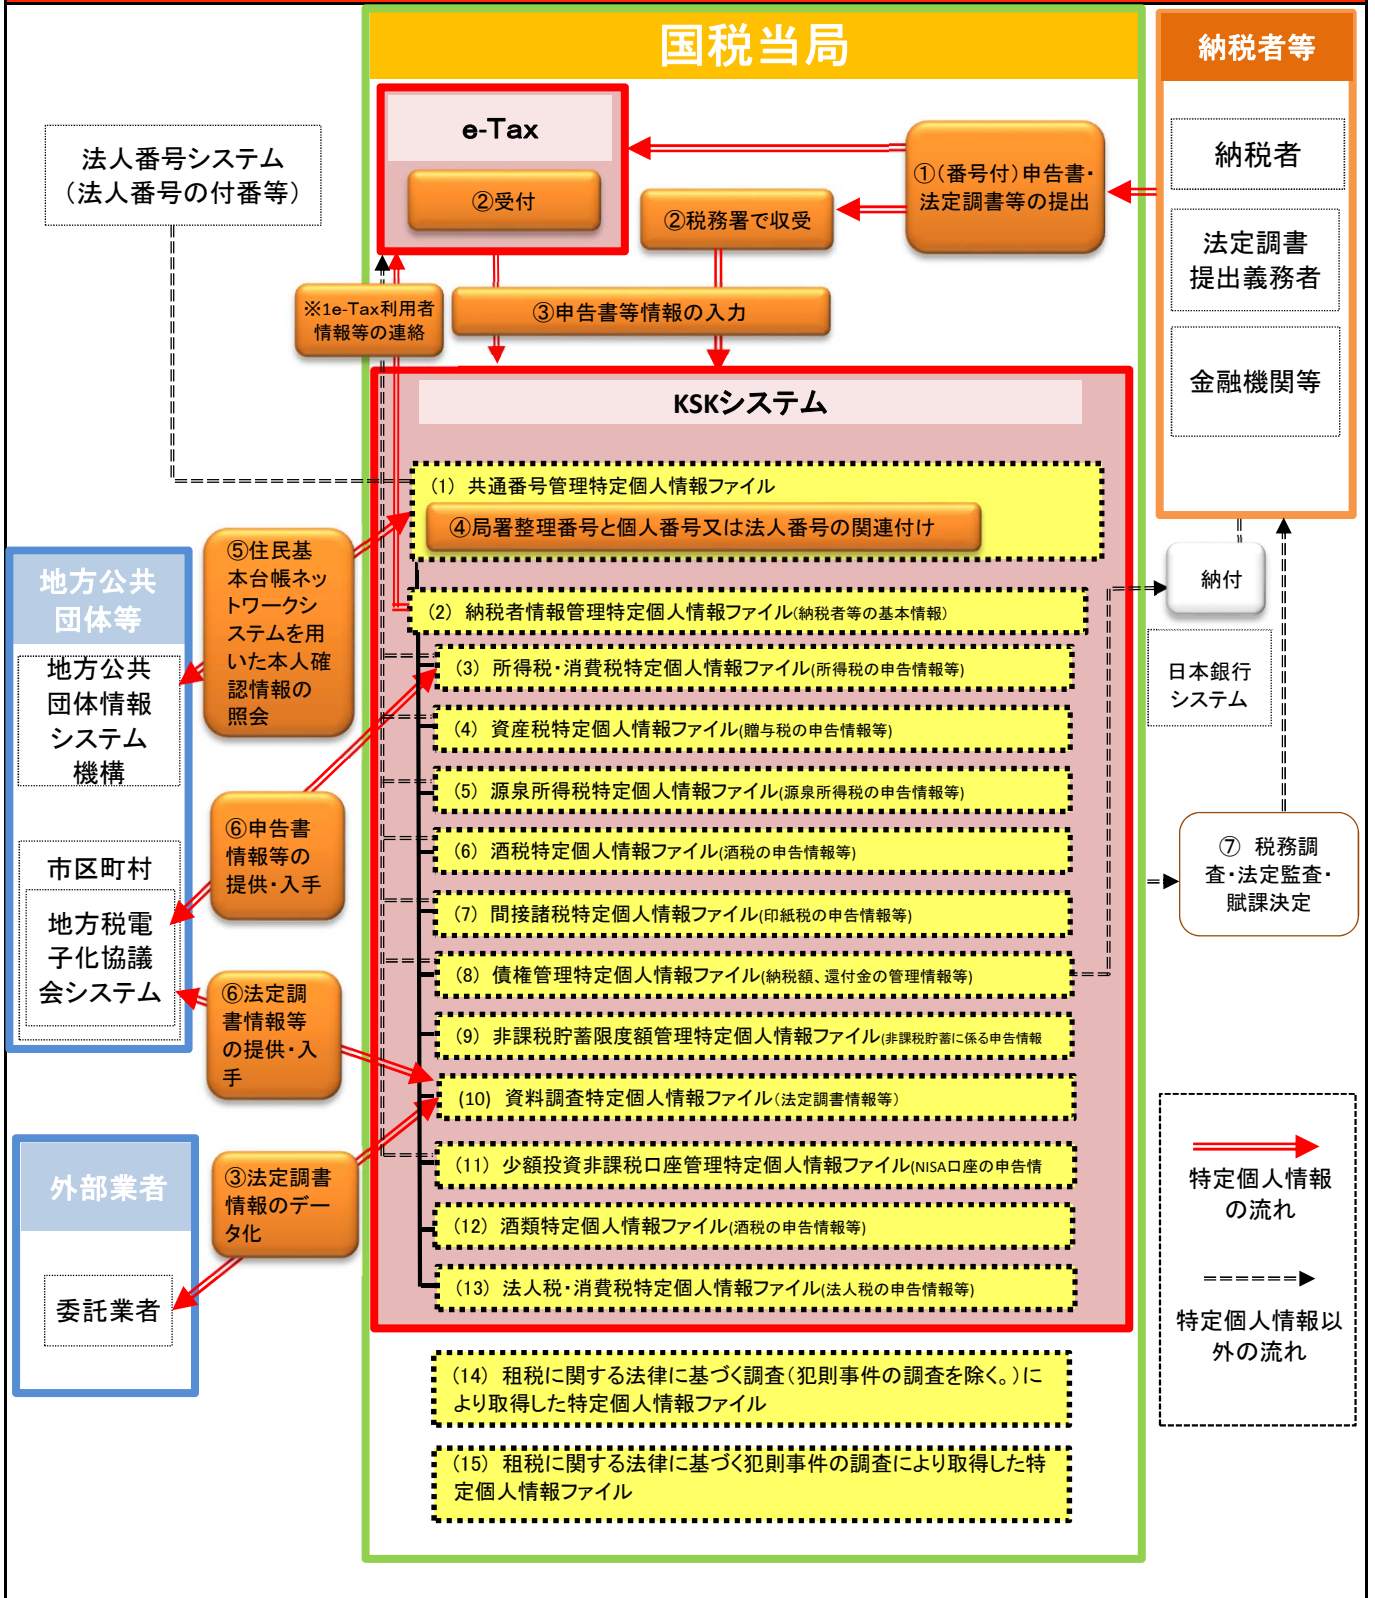 国税当局
納税者等
e-Tax
②受付
②税務署で収受
①(番号付)申告書・
法定調書等の提出
納税者
法定調書
提出義務者
金融機関等
法人番号システム
(法人番号の付番等)
※1e-Tax利用者
情報等の連絡
③申告書等情報の入力
KSKシステム
(1) 共通番号管理特定個人情報ファイル
④局署整理番号と個人番号又は法人番号の関連付け
(2) 納税者情報管理特定個人情報ファイル(納税者等の基本情報)
(3) 所得税・消費税特定個人情報ファイル(所得税の申告情報等)
(4) 資産税特定個人情報ファイル(贈与税の申告情報等)
(5) 源泉所得税特定個人情報ファイル(源泉所得税の申告情報等)
(6) 酒税特定個人情報ファイル(酒税の申告情報等)
(7) 間接諸税特定個人情報ファイル(印紙税の申告情報等)
(8) 債権管理特定個人情報ファイル(納税額、還付金の管理情報等)
(9) 非課税貯蓄限度額管理特定個人情報ファイル(非課税貯蓄に係る申告情報
(10) 資料調査特定個人情報ファイル(法定調書情報等)
(11) 少額投資非課税口座管理特定個人情報ファイル(NISA口座の申告情
(12) 酒類特定個人情報ファイル(酒税の申告情報等)
(13) 法人税・消費税特定個人情報ファイル(法人税の申告情報等)
(14) 租税に関する法律に基づく調査(犯則事件の調査を除く。)に
より取得した特定個人情報ファイル
(15) 租税に関する法律に基づく犯則事件の調査により取得した特
定個人情報ファイル
地方公共
団体等
地方公共
団体情報
システム
機構
市区町村
地方税電
子化協議
会システム
⑤住民基
本台帳ネッ
トワークシ
ステムを用
いた本人確
認情報の
照会
⑥申告書
情報等の
提供・入手
⑥法定調
書情報等
の提供・入
手
外部業者
委託業者
③法定調書
情報のデー
タ化
納付
日本銀行
システム
⑦ 税務調
査・法定監査・
賦課決定
特定個人情報
の流れ
特定個人情報以
外の流れ